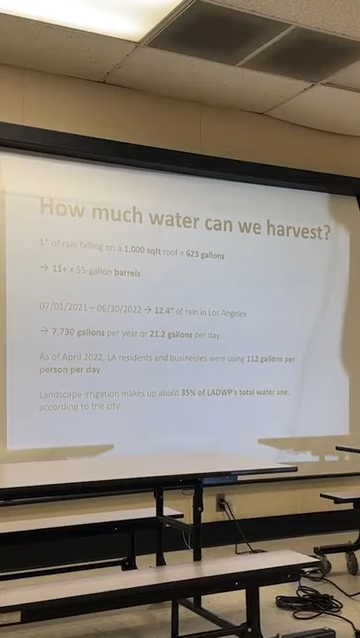 How much water can we harvest?
1" of rain falling on a 1,000 sqft roof = 623 gallons
→ 11+ x 55-gallon barrels
07/01/2021 – 06/30/2022 → 12.4" of rain in Los Angeles
→ 7,730 gallons per year or 21.2 gallons per day.
As of April 2022, LA residents and businesses were using 112 gallons per
person per day.
Landscape irrigation makes up about 35% of LADWP's total water use,
according to the city.